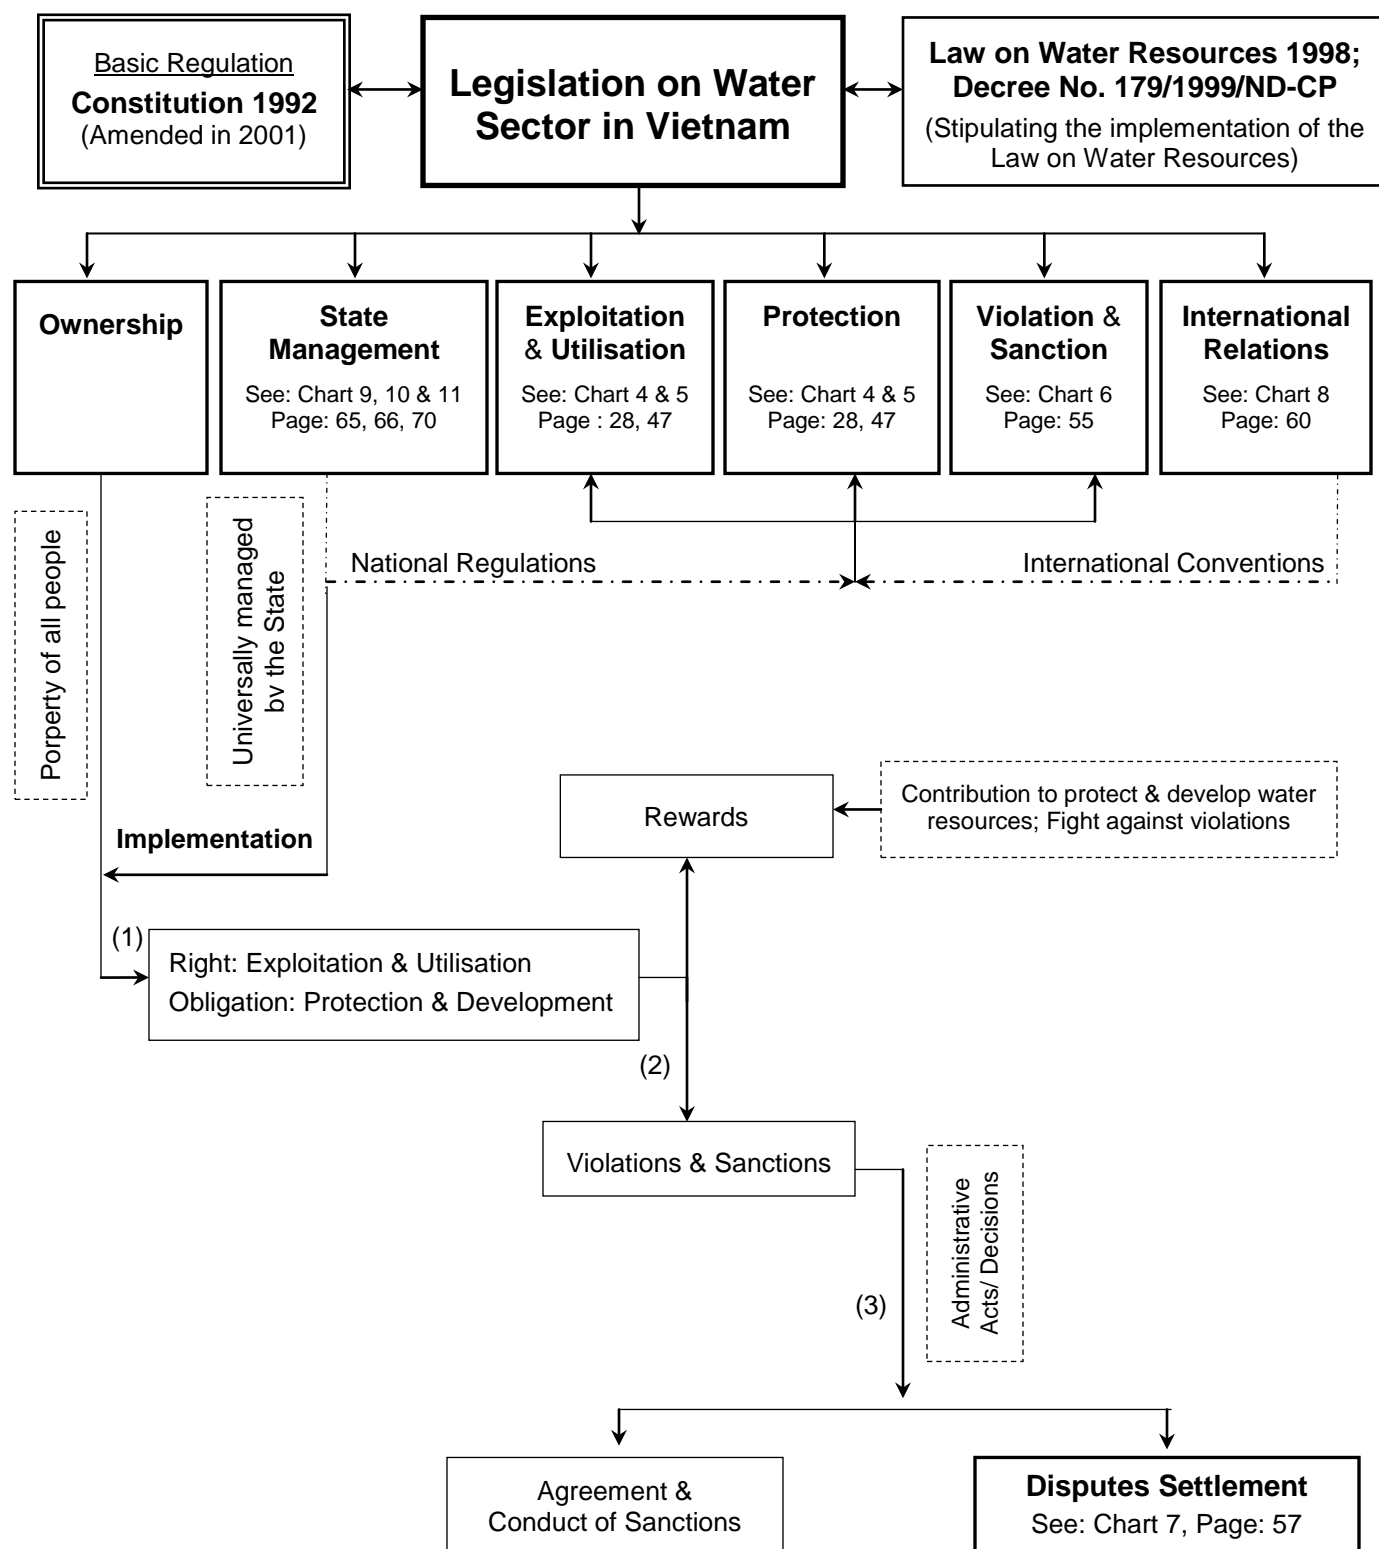 Basic Regulation
Constitution 1992
(Amended in 2001)
Legislation on Water
Sector in Vietnam
Law on Water Resources 1998;
Decree No. 179/1999/ND-CP
(Stipulating the implementation of the
Law on Water Resources)
Ownership
State
Management
See: Chart 9, 10 & 11
Page: 65, 66, 70
Exploitation
& Utilisation
See: Chart 4 & 5
Page : 28, 47
Protection
See: Chart 4 & 5
Page: 28, 47
Violation &
Sanction
See: Chart 6
Page: 55
International
Relations
See: Chart 8
Page: 60
Porperty of all people
Universally managed
by the State
National Regulations
International Conventions
Implementation
Rewards
Contribution to protect & develop water
resources; Fight against violations
(1)
Right: Exploitation & Utilisation
Obligation: Protection & Development
(2)
Violations & Sanctions
Administrative
Acts/ Decisions
(3)
Agreement &
Conduct of Sanctions
Disputes Settlement
See: Chart 7, Page: 57